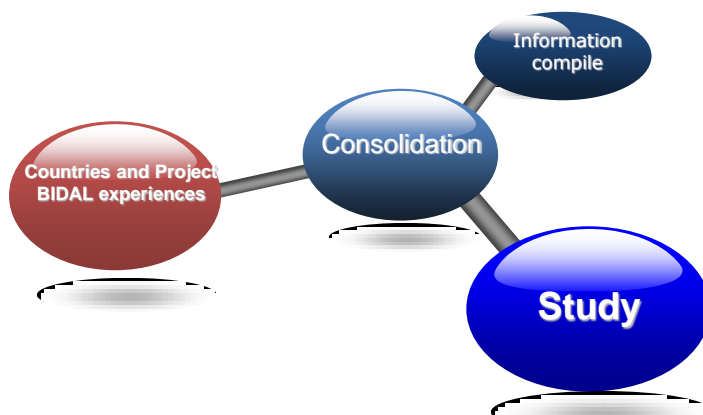 Information
compile
Consolidation
Countries and Project
BIDAL experiences
Study